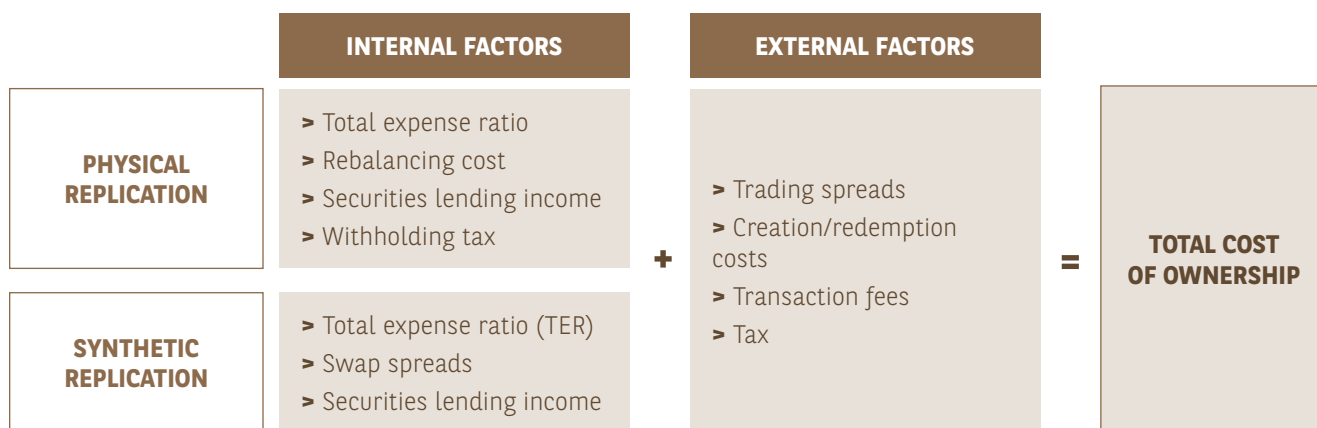 INTERNAL FACTORS
EXTERNAL FACTORS
PHYSICAL
REPLICATION
> Total expense ratio
> Rebalancing cost
> Securities lending income
> Withholding tax
SYNTHETIC
REPLICATION
> Total expense ratio (TER)
> Swap spreads
> Securities lending income
+
> Trading spreads
> Creation/redemption
costs
> Transaction fees
> Tax
=
TOTAL COST
OF OWNERSHIP